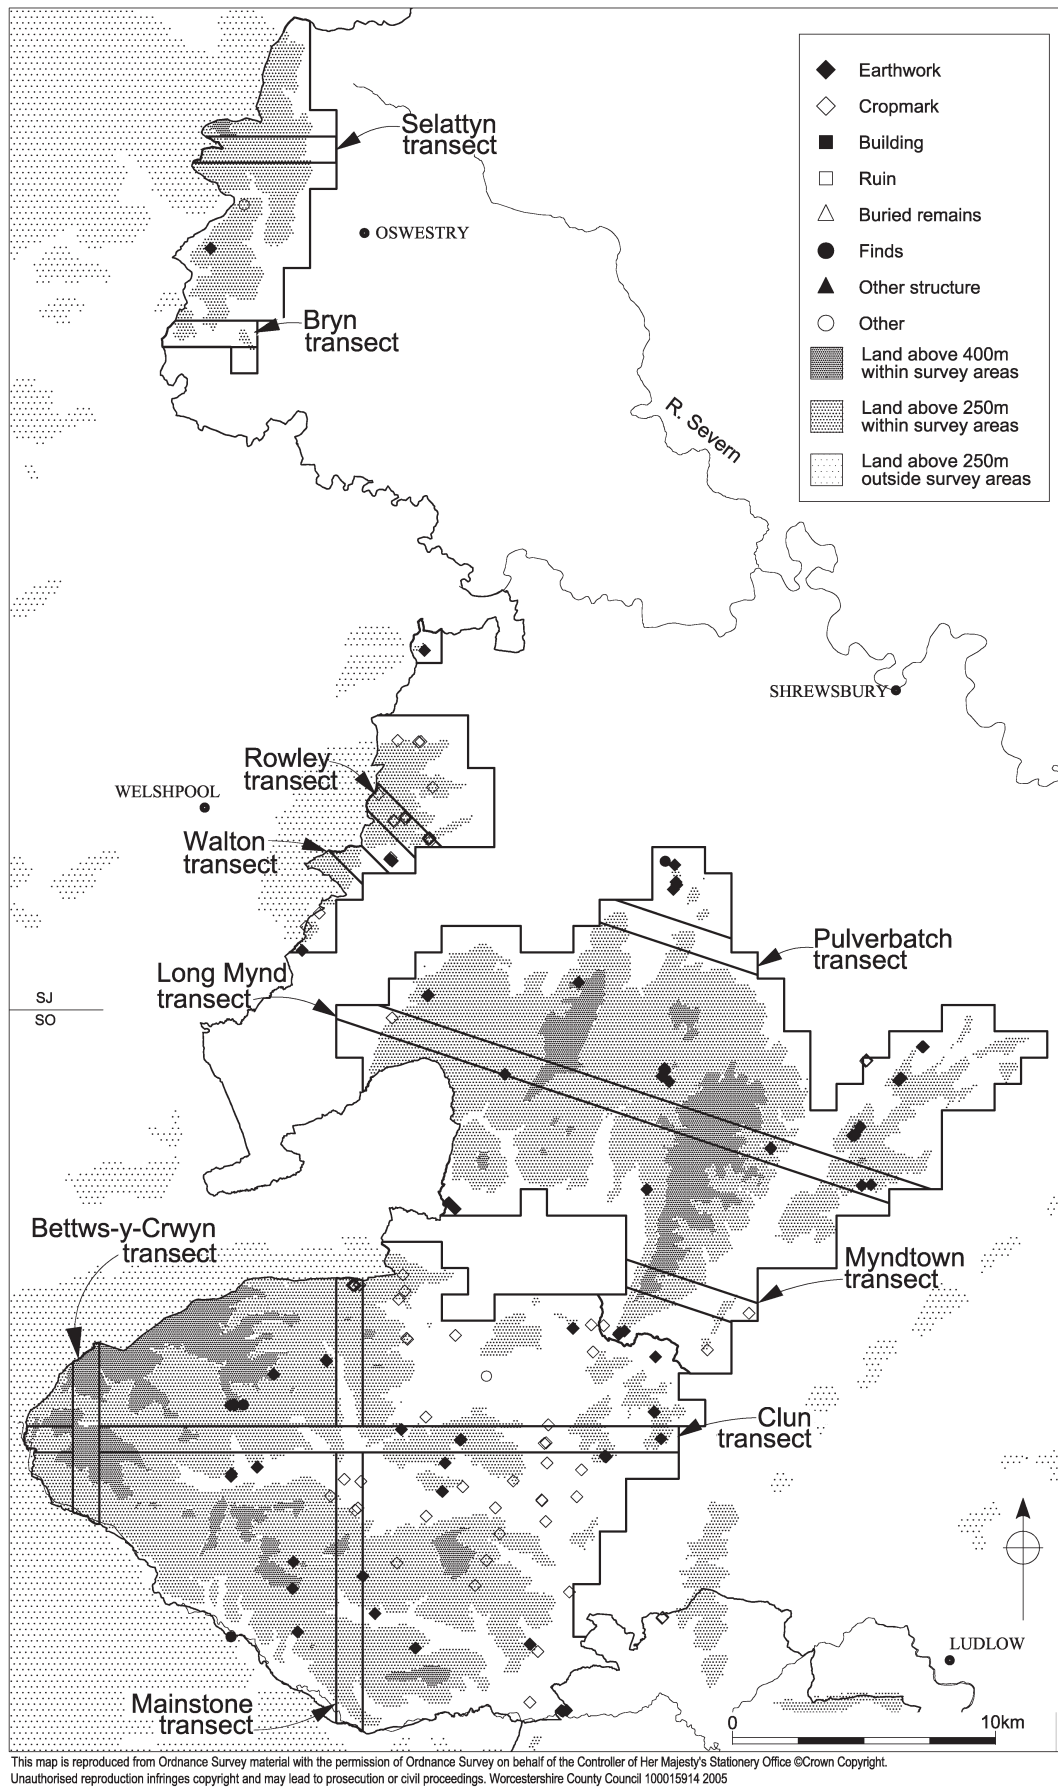 Earthwork
Cropmark
Building
Ruin
Buried remains
Finds
Other structure
Other
Land above 400m
within survey areas
Land above 250m
within survey areas
Land above 250m
outside survey areas
Selattyn
transect
OSWESTRY
Bryn
transect
R. Severn
SHREWSBURY
Rowley
transect
WELSHPOOL
Walton
transect
Pulverbatch
transect
Long Mynd
transect
SJ
SO
Bettws-y-Crwyn
transect
Myndtown
transect
Clun
transect
LUDLOW
Mainstone
transect
0 10km
This map is reproduced from Ordnance Survey material with the permission of Ordnance Survey on behalf of the Controller of Her Majesty's Stationery Office ©Crown Copyright.
Unauthorised reproduction infringes copyright and may lead to prosecution or civil proceedings. Worcestershire County Council 100015914 2005